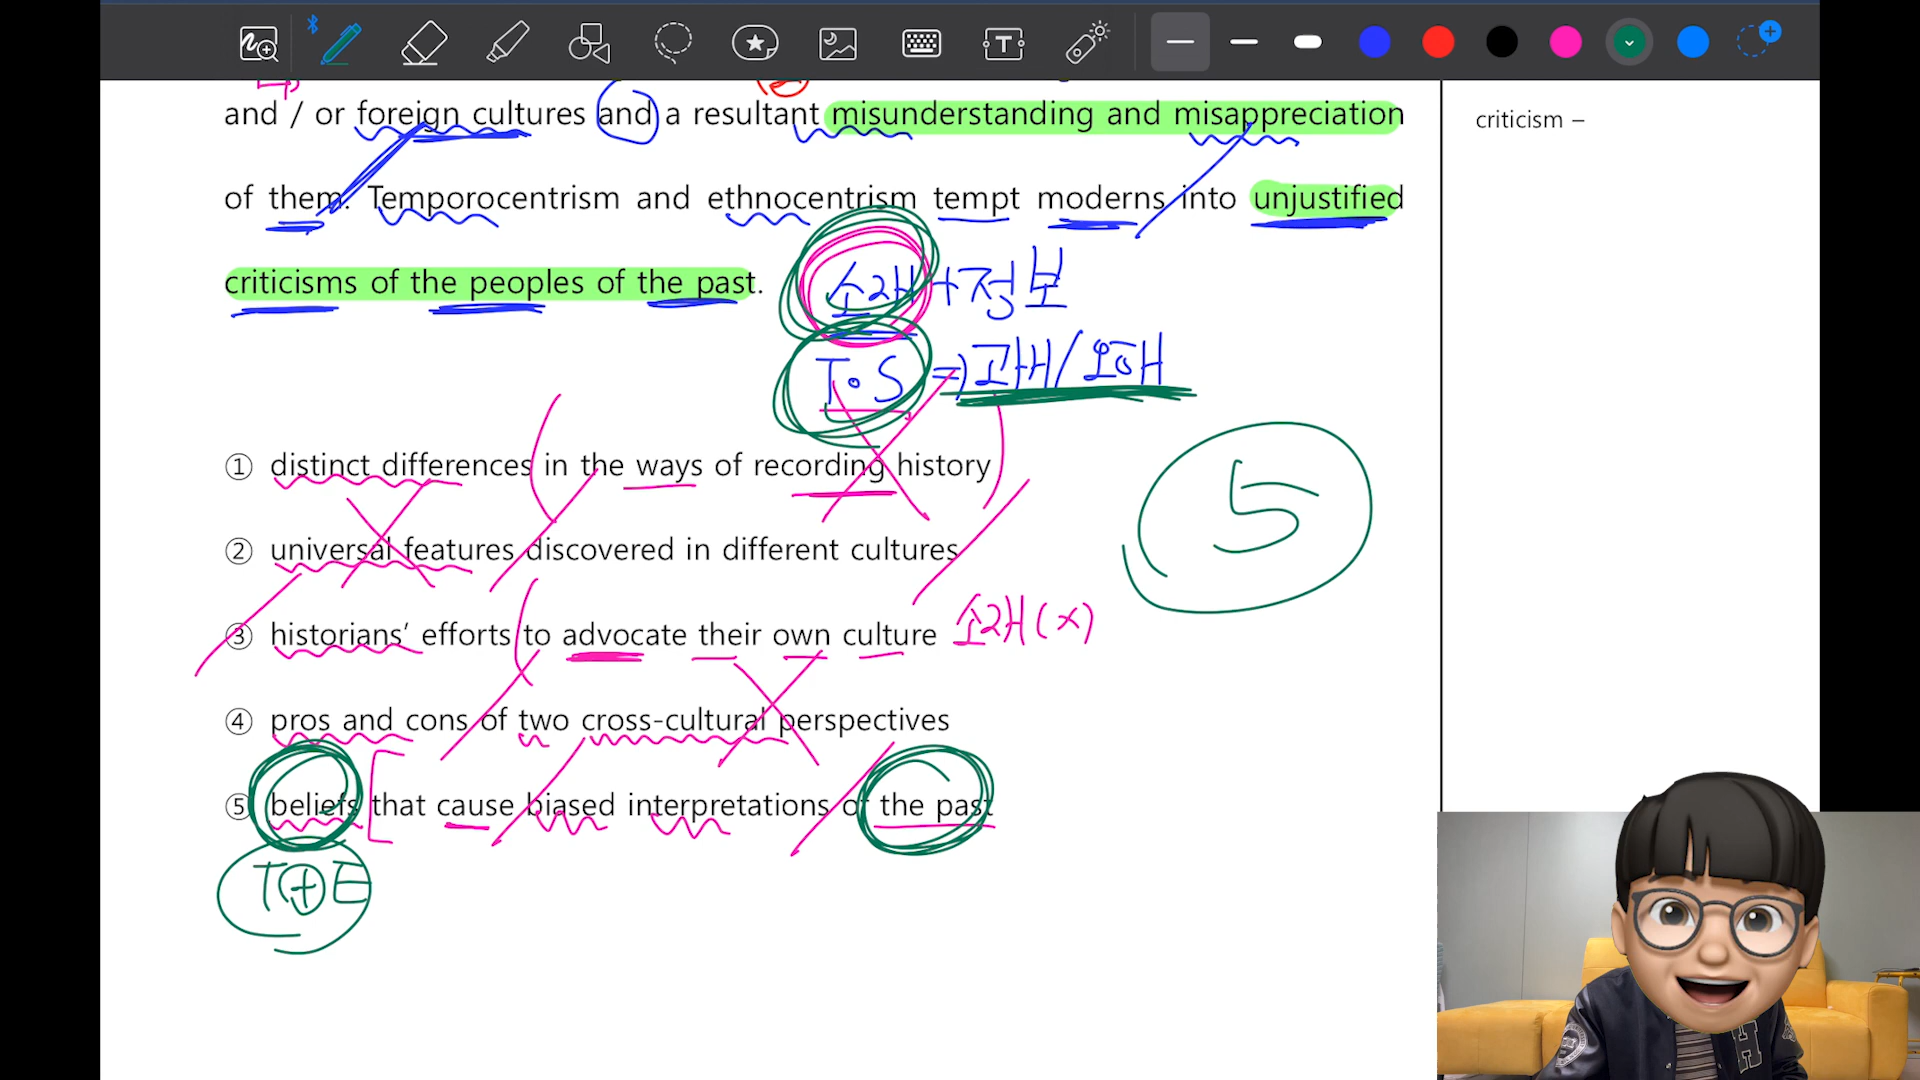 and / or foreign cultures and a resultant misunderstanding and misappreciation
of them. Temporocentrism and ethnocentrism tempt moderns into unjustified
criticisms of the peoples of the past.
소재+정보
T·S ⇒ 과대/오해
① distinct differences in the ways of recording history
② universal features discovered in different cultures
③ historians’ efforts to advocate their own culture 소재(x)
④ pros and cons of two cross-cultural perspectives
⑤ beliefs that cause biased interpretations of the past
T+E
5
criticism –
H